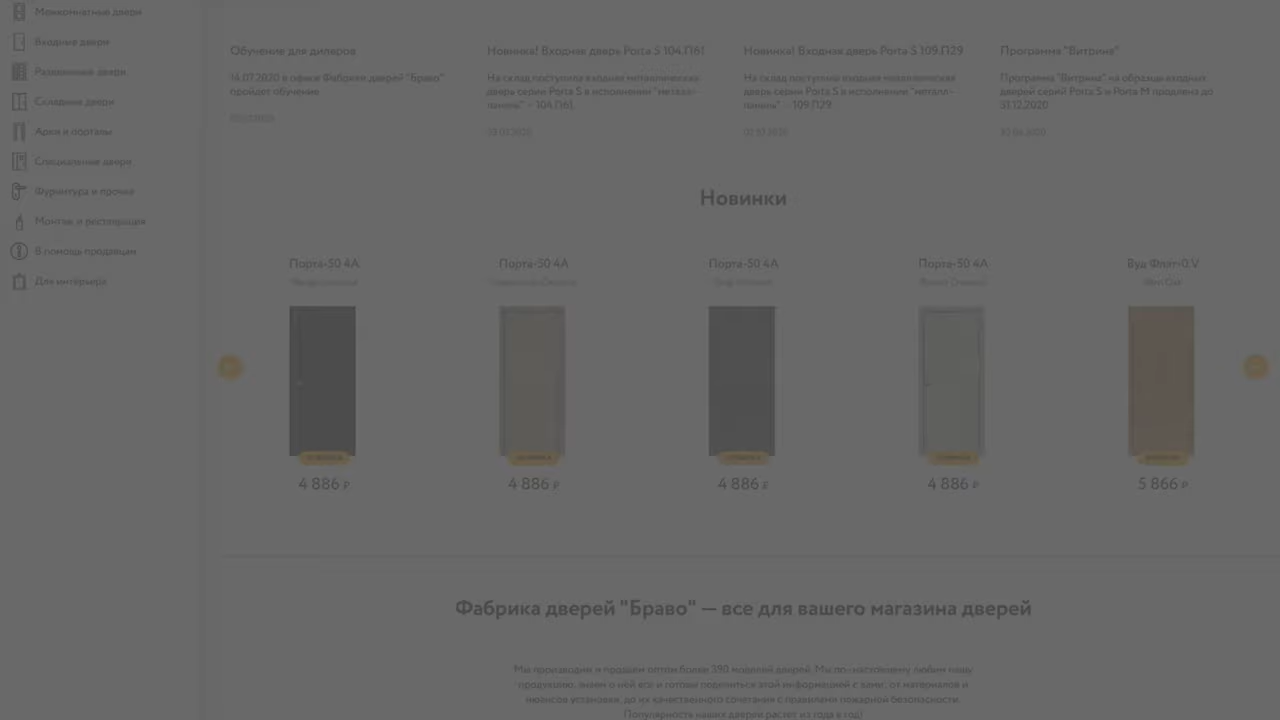 Межкомнатные двери
Входные двери
Раздвижные двери
Складные двери
Арки и порталы
Специальные двери
Фурнитура и прочее
Монтаж и реставрация
В помощь продавцам
Для интерьера
Обучение для дилеров
14.07.2020 в офисе Фабрики дверей "Браво"
пройдет обучение
Новинка! Входная дверь Porta S 104.П61
На склад поступила входная металлическая
дверь серии Porta S в исполнении "металл-
панель" - 104.П61.
Новинка! Входная дверь Porta S 109.П29
На склад поступила входная металлическая
дверь серии Porta S в исполнении "металл-
панель" - 109.П29.
Программа "Витрина"
Программа "Витрина" на образцы входных
дверей серий Porta S и Porta M продлена до
31.12.2020
Новинки
Порта-50 4А
4 886 ₽
Порта-50 4А
4 886 ₽
Порта-50 4А
4 886 ₽
Порта-50 4А
4 886 ₽
Вуд Флэт-0.V
5 866 ₽
Фабрика дверей "Браво" — все для вашего магазина дверей
Мы производим и продаем оптом более 390 моделей дверей. Мы по-настоящему любим нашу
продукцию, знаем о ней все и готовы поделиться этой информацией с вами: от материалов и
нюансов установки, до их качественного сочетания с правилами пожарной безопасности.
Популярность наших дверей растет из года в год!